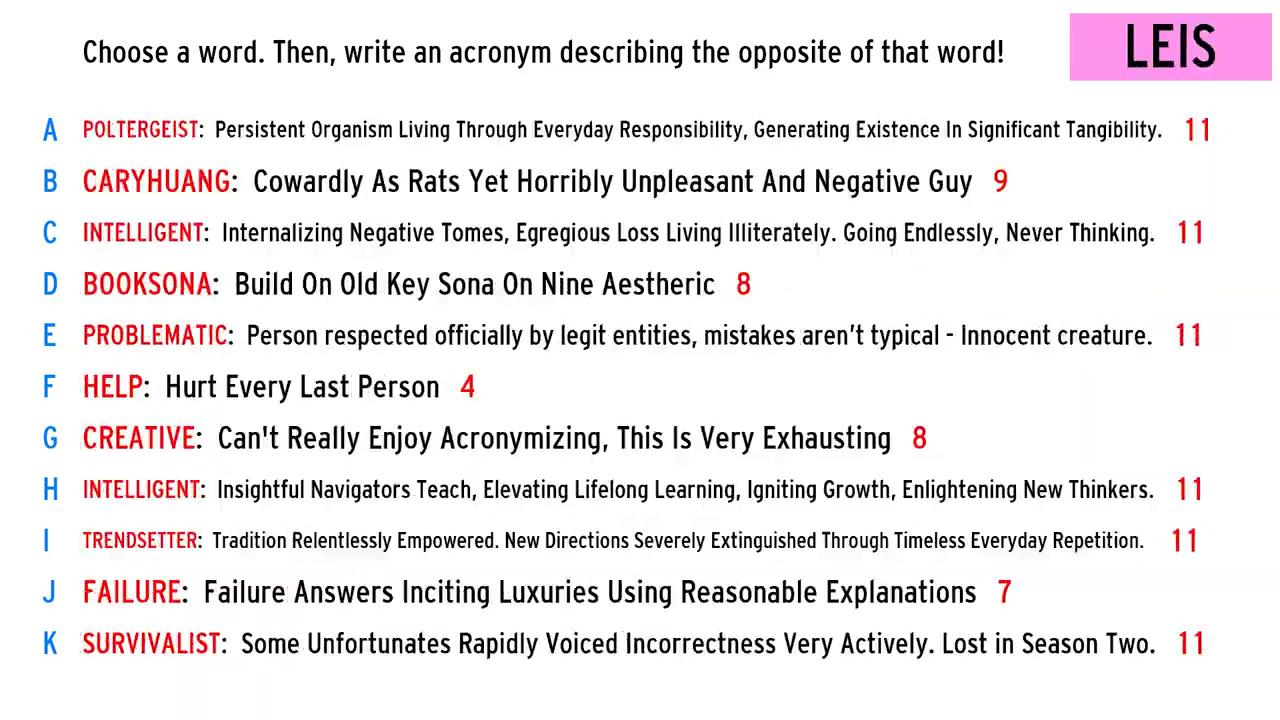 Choose a word. Then, write an acronym describing the opposite of that word!
LEIS
A POLTERGEIST: Persistent Organism Living Through Everyday Responsibility, Generating Existence In Significant Tangibility. 11
B CARYHUANG: Cowardly As Rats Yet Horribly Unpleasant And Negative Guy 9
C INTELLIGENT: Internalizing Negative Tomes, Egregious Loss Living Illiterately. Going Endlessly, Never Thinking. 11
D BOOKSONA: Build On Old Key Sona On Nine Aestheric 8
E PROBLEMATIC: Person respected officially by legit entities, mistakes aren't typical - Innocent creature. 11
F HELP: Hurt Every Last Person 4
G CREATIVE: Can't Really Enjoy Acronymizing, This Is Very Exhausting 8
H INTELLIGENT: Insightful Navigators Teach, Elevating Lifelong Learning, Igniting Growth, Enlightening New Thinkers. 11
I TRENDSETTER: Tradition Relentlessly Empowered. New Directions Severely Extinguished Through Timeless Everyday Repetition. 11
J FAILURE: Failure Answers Inciting Luxuries Using Reasonable Explanations 7
K SURVIVALIST: Some Unfortunates Rapidly Voiced Incorrectness Very Actively. Lost in Season Two. 11